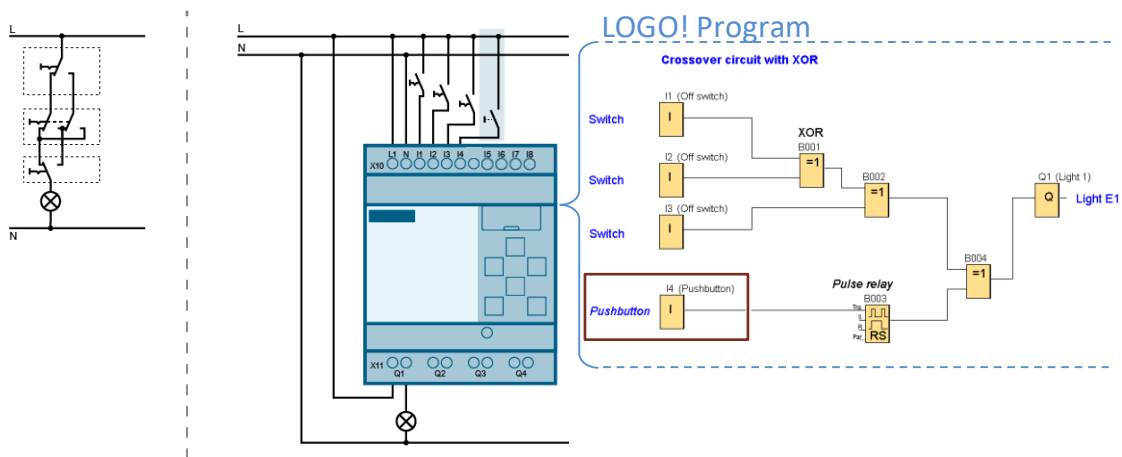 L
N
L
N
L1 N I1 I2 I3 I4 I5 I6 I7 I8
X10
X11
Q1 Q2 Q3 Q4
LOGO! Program
Crossover circuit with XOR
I1 (Off switch)
Switch
I
XOR
B001
=1
I2 (Off switch)
Switch
I
B002
=1
I3 (Off switch)
Switch
I
Q1 (Light 1)
Q
Light E1
B004
=1
I4 (Pushbutton)
Pushbutton
I
Pulse relay
B003
Trg
S
R
Par
RS